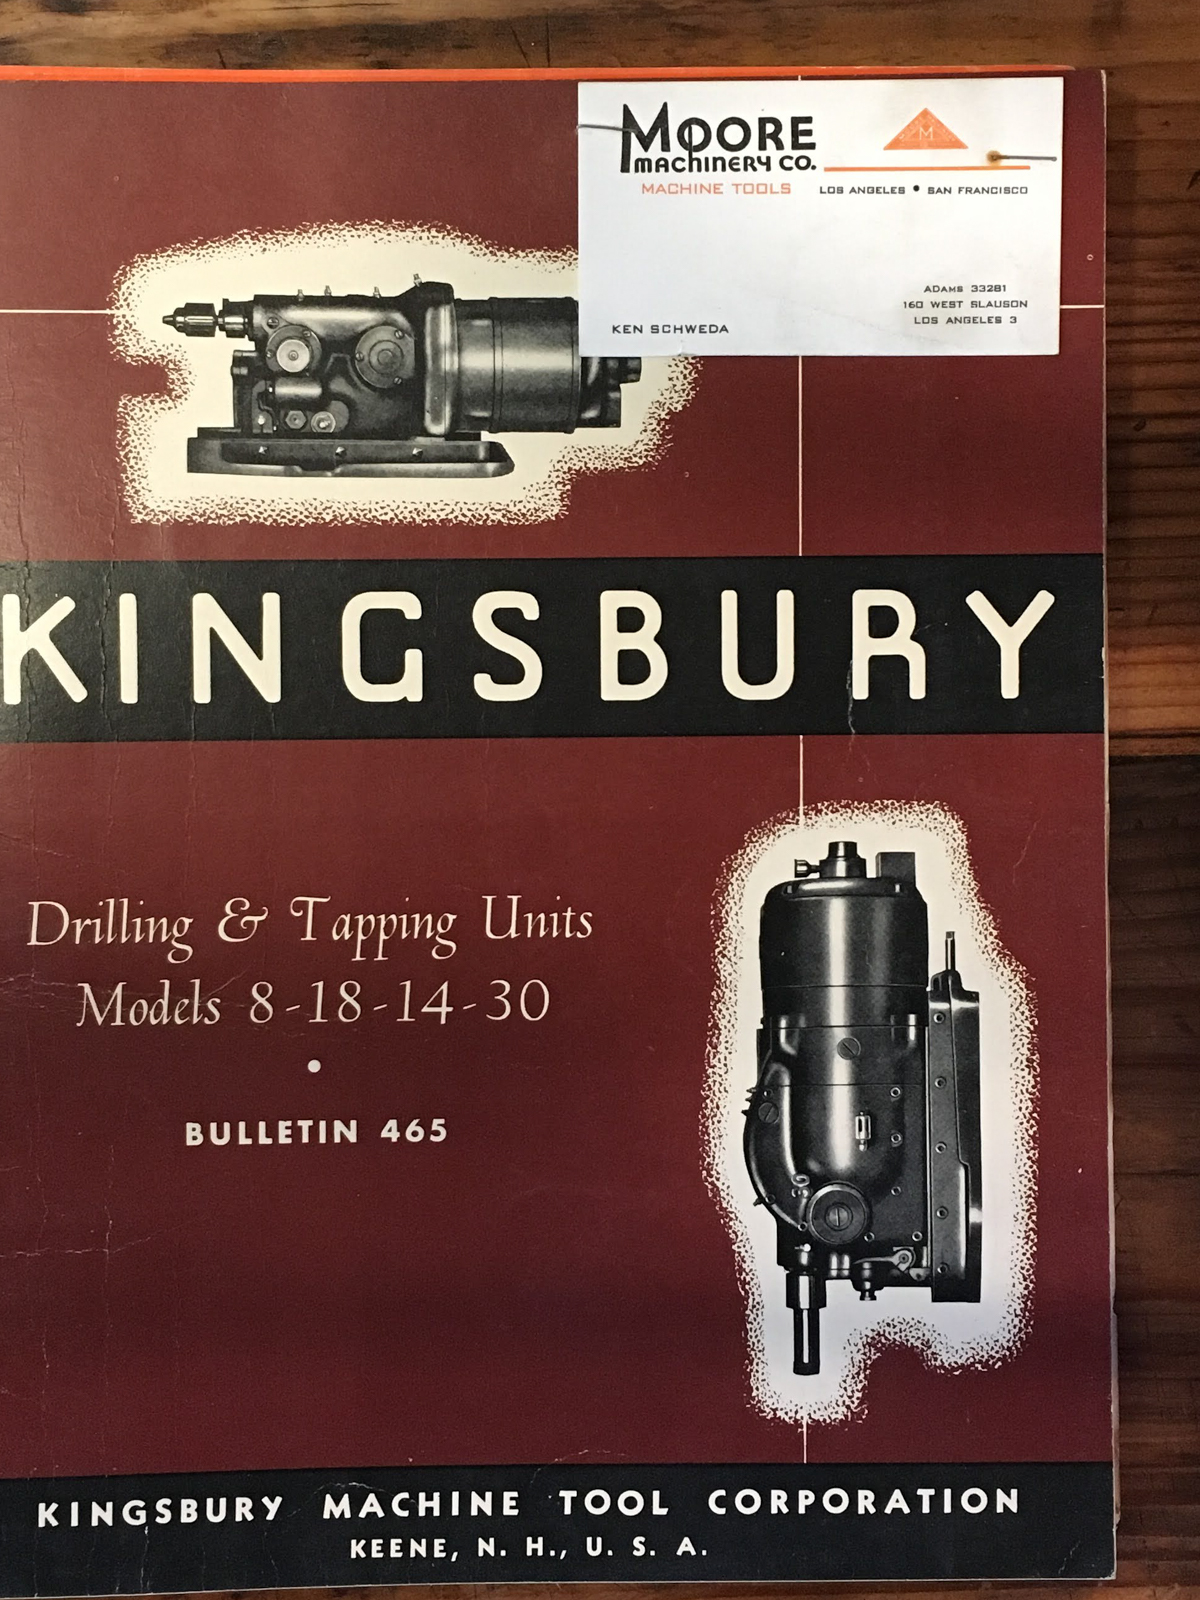 MOORE
MACHINERY CO.
MACHINE TOOLS
M
LOS ANGELES • SAN FRANCISCO
ADAMS 33281
160 WEST SLAUSON
LOS ANGELES 3
KEN SCHWEDA
KINGSBURY
Drilling & Tapping Units
Models 8-18-14-30
•
BULLETIN 465
KINGSBURY MACHINE TOOL CORPORATION
KEENE, N. H., U. S. A.